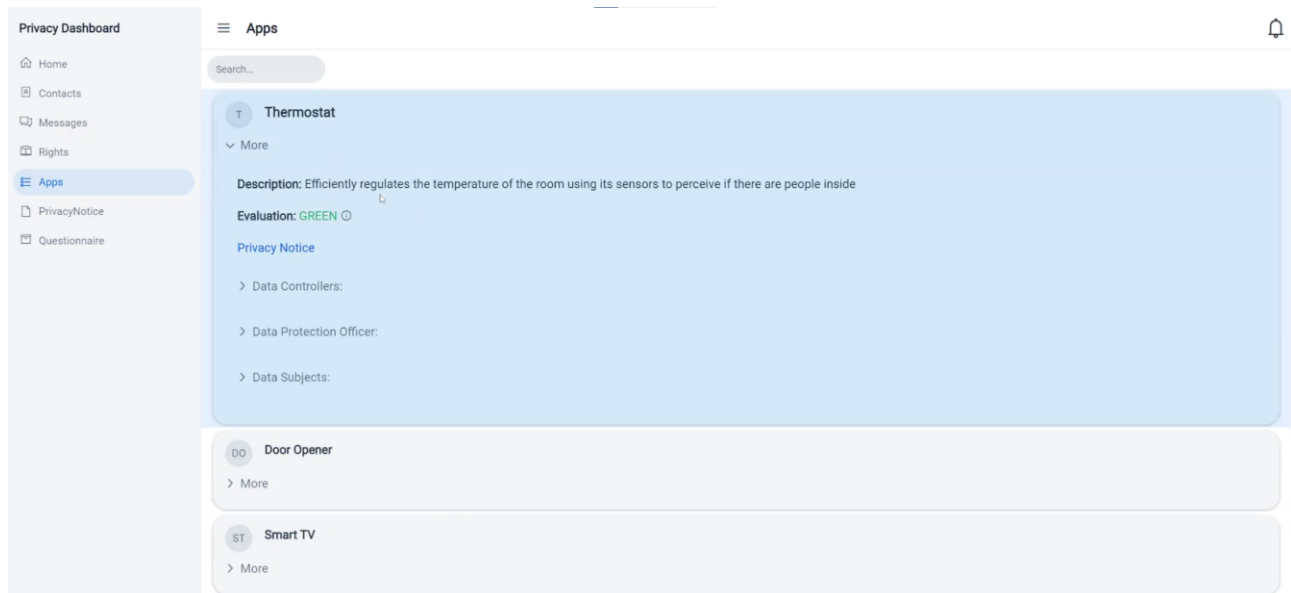 Privacy Dashboard
Home
Contacts
Messages
Rights
Apps
PrivacyNotice
Questionnaire
Apps
Search...
T
Thermostat
More
Description: Efficiently regulates the temperature of the room using its sensors to perceive if there are people inside
Evaluation: GREEN
Privacy Notice
Data Controllers:
Data Protection Officer:
Data Subjects:
DO
Door Opener
More
ST
Smart TV
More